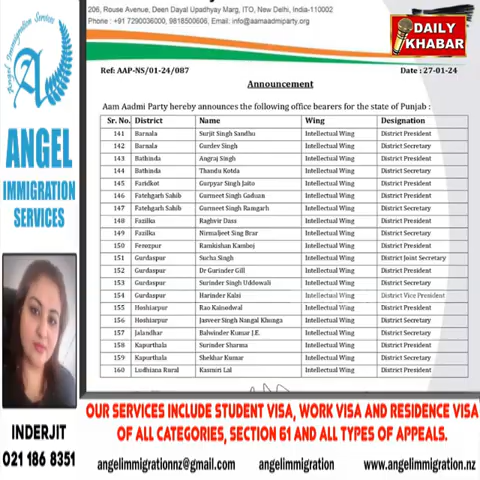 206, Rouse Avenue, Deen Dayal Upadhyay Marg, ITO, New Delhi, India-110002
Phone : +91 7290036000, 9818500606, Email: info@aamaadmiparty.org
DAILY
KHABAR
Ref: AAP-NS/01-24/087 Date : 27-01-24
Announcement
Aam Aadmi Party hereby announces the following office bearers for the state of Punjab :
Sr. No. District Name Wing Designation
141 Barnala Surjit Singh Sandhu Intellectual Wing District President
142 Barnala Gurdev Singh Intellectual Wing District Secretary
143 Bathinda Angraj Singh Intellectual Wing District President
144 Bathinda Thandu Kotda Intellectual Wing District Secretary
145 Faridkot Gurpyar Singh Jaito Intellectual Wing District President
146 Fatehgarh Sahib Gurmeet Singh Gaduan Intellectual Wing District President
147 Fatehgarh Sahib Gurmeet Singh Ramgarh Intellectual Wing District Secretary
148 Fazilka Raghvir Dass Intellectual Wing District President
149 Fazilka Nirmaljeet Sing Brar Intellectual Wing District Secretary
150 Ferozpur Ramkishan Kamboj Intellectual Wing District President
151 Gurdaspur Sucha Singh Intellectual Wing District Joint Secretary
152 Gurdaspur Dr Garinder Gill Intellectual Wing District President
153 Gurdaspur Surinder Singh Uddowali Intellectual Wing District Secretary
154 Gurdaspur Harinder Kalsi Intellectual Wing District Vice President
155 Hoshiarpur Rao Kainodwal Intellectual Wing District President
156 Hoshiarpur Janveer Singh Nangal Khunga Intellectual Wing District Secretary
157 Jalandhar Balwinder Kumar J.E. Intellectual Wing District Secretary
158 Kapurthala Surinder Sharma Intellectual Wing District President
159 Kapurthala Shekhar Kumar Intellectual Wing District Secretary
160 Ludhiana Rural Kasmiri Lal Intellectual Wing District President
Angel Immigration Services
ANGEL
IMMIGRATION
SERVICES
INDERJIT
021 186 8351
OUR SERVICES INCLUDE STUDENT VISA, WORK VISA AND RESIDENCE VISA
OF ALL CATEGORIES, SECTION 61 AND ALL TYPES OF APPEALS.
angelimmigrationnz@gmail.com angelimmigration www.angelimmigration.nz